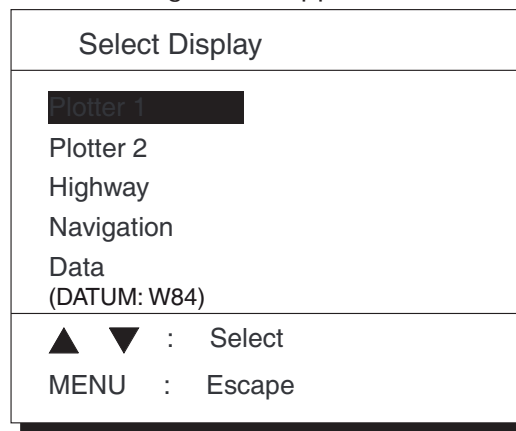 Select Display
Plotter 1
Plotter 2
Highway
Navigation
Data
(DATUM: W84)
▲ ▼ : Select
MENU : Escape